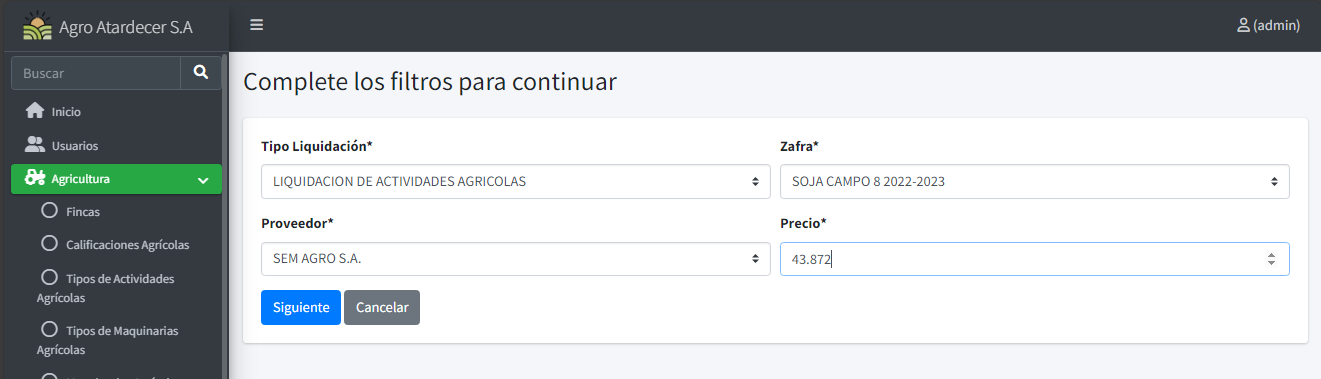 Agro Atardecer S.A
(admin)
Buscar
Inicio
Usuarios
Agricultura
Fincas
Calificaciones Agrícolas
Tipos de Actividades
Agrícolas
Tipos de Maquinarias
Agrícolas
Complete los filtros para continuar
Tipo Liquidación*
Zafra*
LIQUIDACION DE ACTIVIDADES AGRICOLAS
SOJA CAMPO 8 2022-2023
Proveedor*
Precio*
SEM AGRO S.A.
43.872
Siguiente
Cancelar